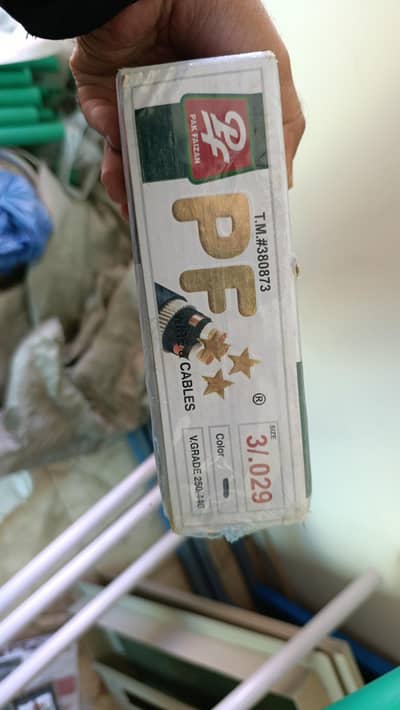 PF
PAK FAIZAN
T.M.#380873
PF
CABLES
®
SIZE
3/.029
Color
V.GRADE 250-440